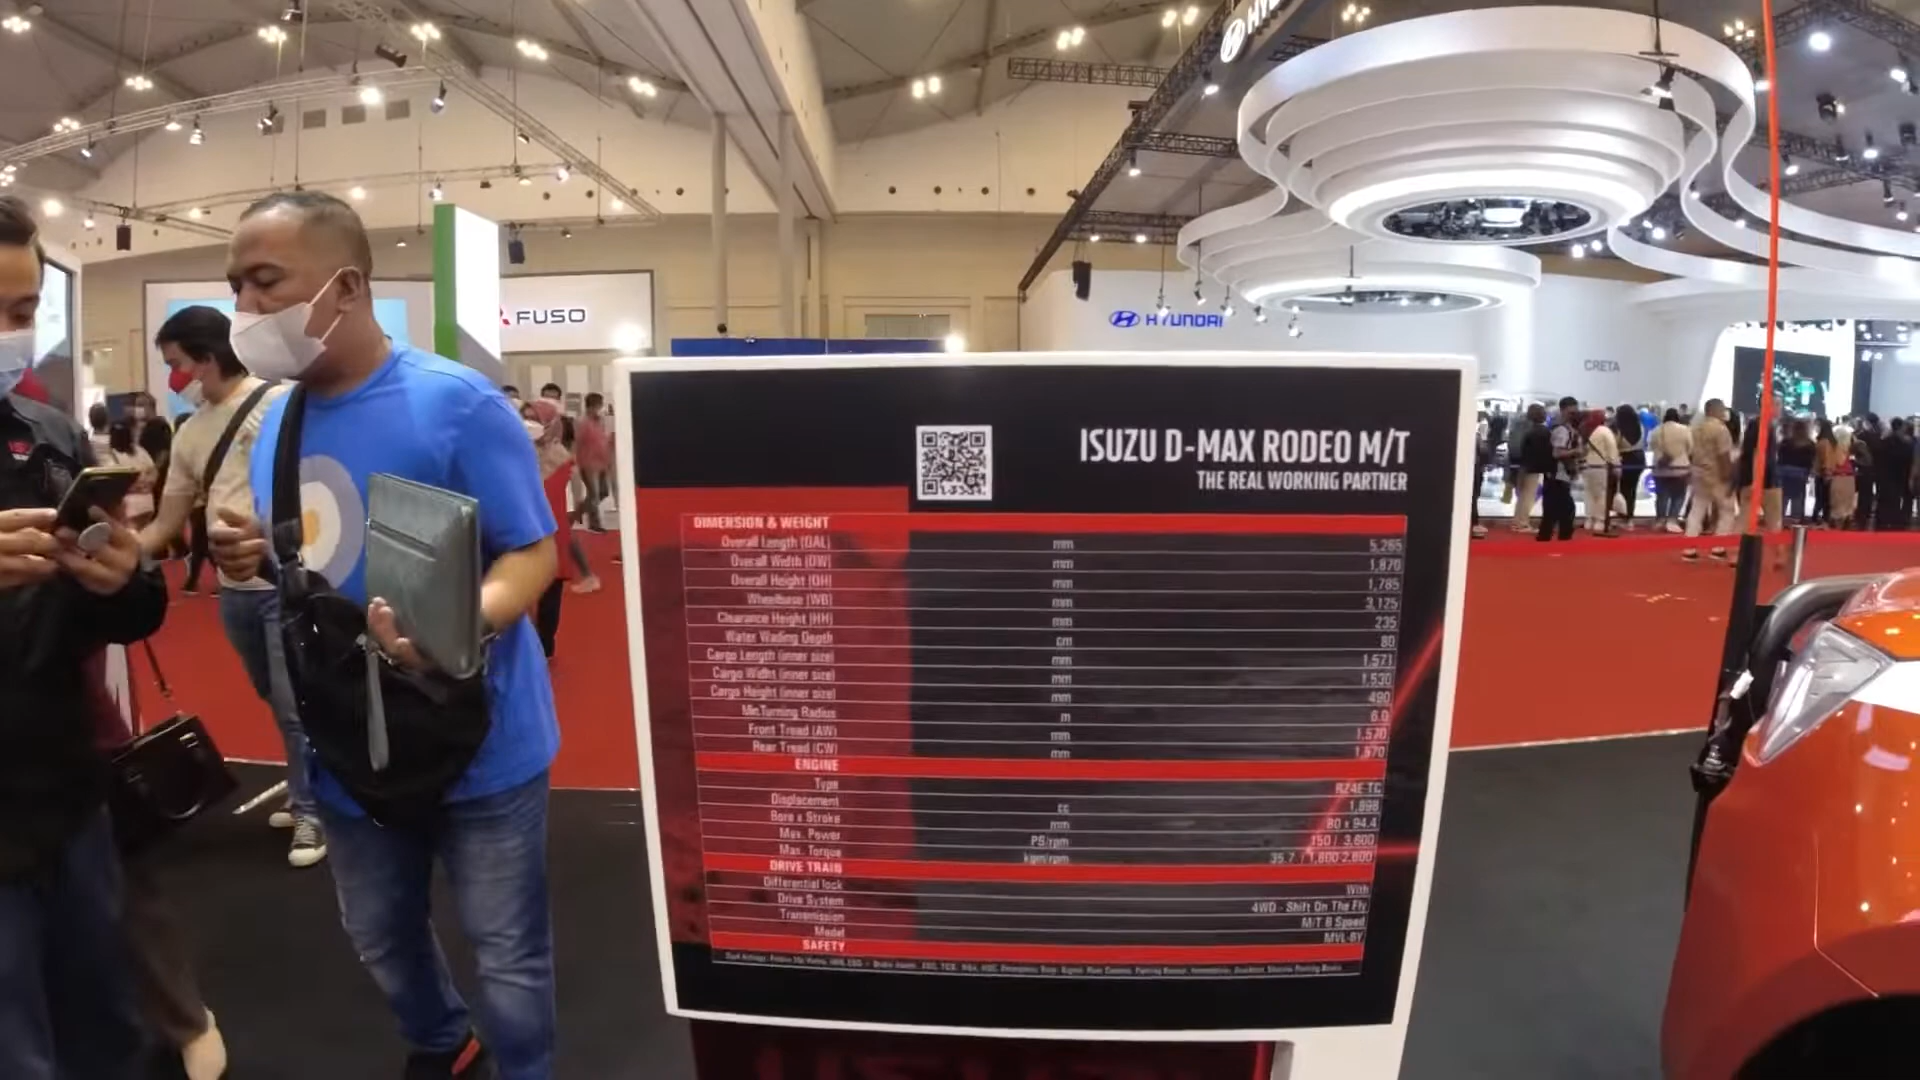 HY
FUSO
HYUNDAI
CRETA
ISUZU D-MAX RODEO M/T
THE REAL WORKING PARTNER
DIMENSION & WEIGHT
Overall Length (OAL) mm 5,265
Overall Width (OW) mm 1,870
Overall Height (OH) mm 1,785
Wheelbase (WB) mm 3,125
Clearance Height (HH) mm 235
Water Wading Depth cm 80
Cargo Length (inner size) mm 1,571
Cargo Widht (inner size) mm 1,530
Cargo Height (inner size) mm 490
Min.Turning Radius m 6.0
Front Tread (AW) mm 1,570
Rear Tread (CW) mm 1,570
ENGINE
Type RZ4E-TC
Displacement cc 1,898
Bore x Stroke mm 80 x 94.4
Max. Power PS/rpm 150 / 3,600
Max. Torque kgm/rpm 35.7 / 1,800-2,600
DRIVE TRAIN
Differential lock With
Drive System 4WD - Shift On The Fly
Transmission M/T 6 Speed
Model MVL-6Y
SAFETY